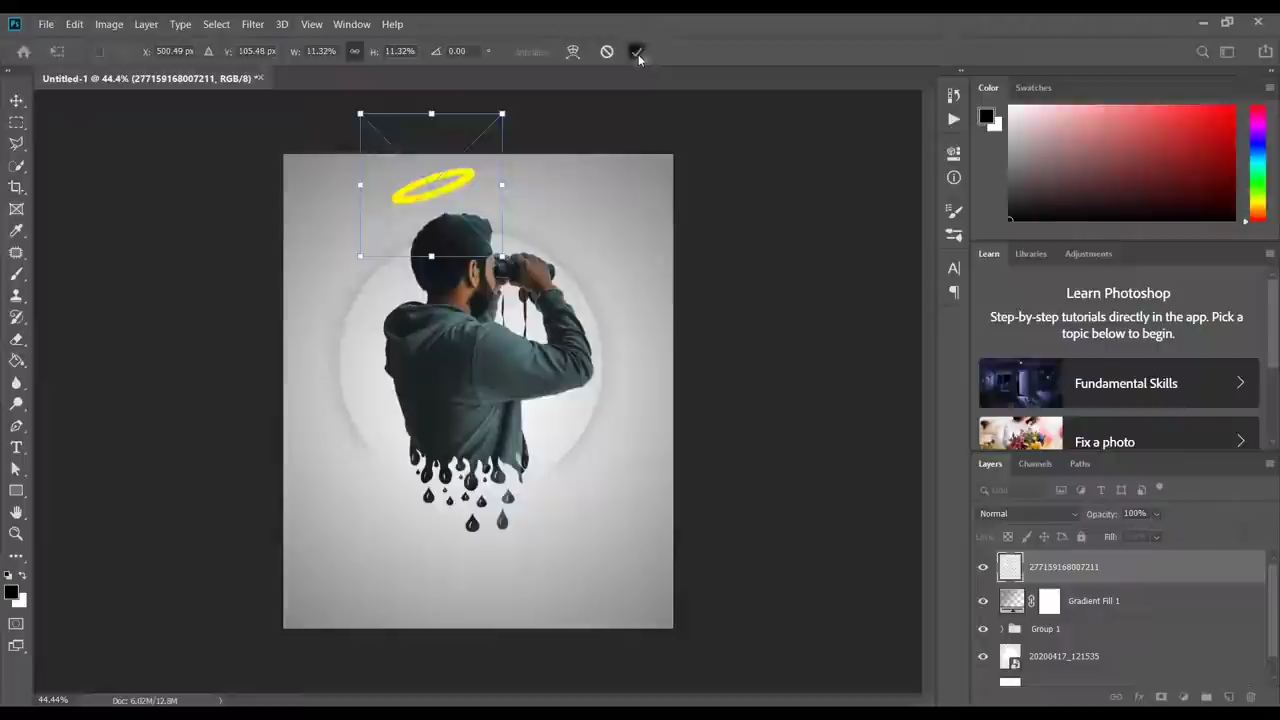 Ps File Edit Image Layer Type Select Filter 3D View Window Help
X: 500.49 px Y: 105.48 px W: 11.32% H: 11.32% 0.00 °
Untitled-1 @ 44.4% (277159168007211, RGB/8) *
Color Swatches
Learn Libraries Adjustments
Learn Photoshop
Step-by-step tutorials directly in the app. Pick a
topic below to begin.
Fundamental Skills
Fix a photo
Layers Channels Paths
Kind
Normal Opacity: 100%
Lock: Fill:
277159168007211
Gradient Fill 1
Group 1
20200417_121535
44.44% Doc: 6.02M/12.8M